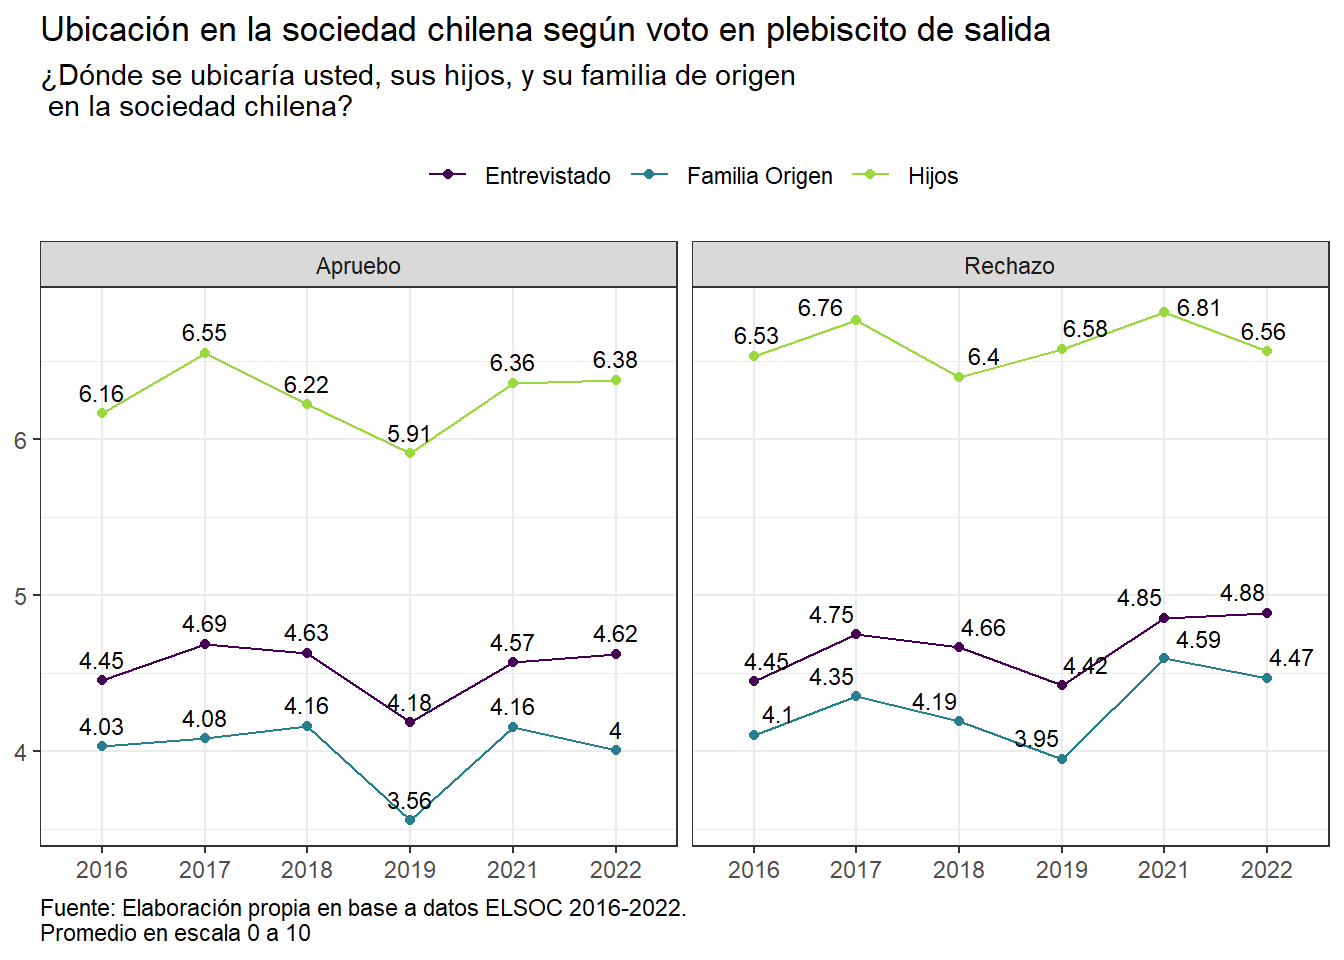 Ubicación en la sociedad chilena según voto en plebiscito de salida
¿Dónde se ubicaría usted, sus hijos, y su familia de origen
en la sociedad chilena?
Entrevistado Familia Origen Hijos
Apruebo
6.16 6.55 6.22 5.91 6.36 6.38
4.45 4.69 4.63 4.18 4.57 4.62
4.03 4.08 4.16 3.56 4.16 4
Rechazo
6.53 6.76 6.4 6.58 6.81 6.56
4.45 4.75 4.66 4.42 4.85 4.88
4.1 4.35 4.19 3.95 4.59 4.47
6
5
4
2016 2017 2018 2019 2021 2022
2016 2017 2018 2019 2021 2022
Fuente: Elaboración propia en base a datos ELSOC 2016-2022.
Promedio en escala 0 a 10